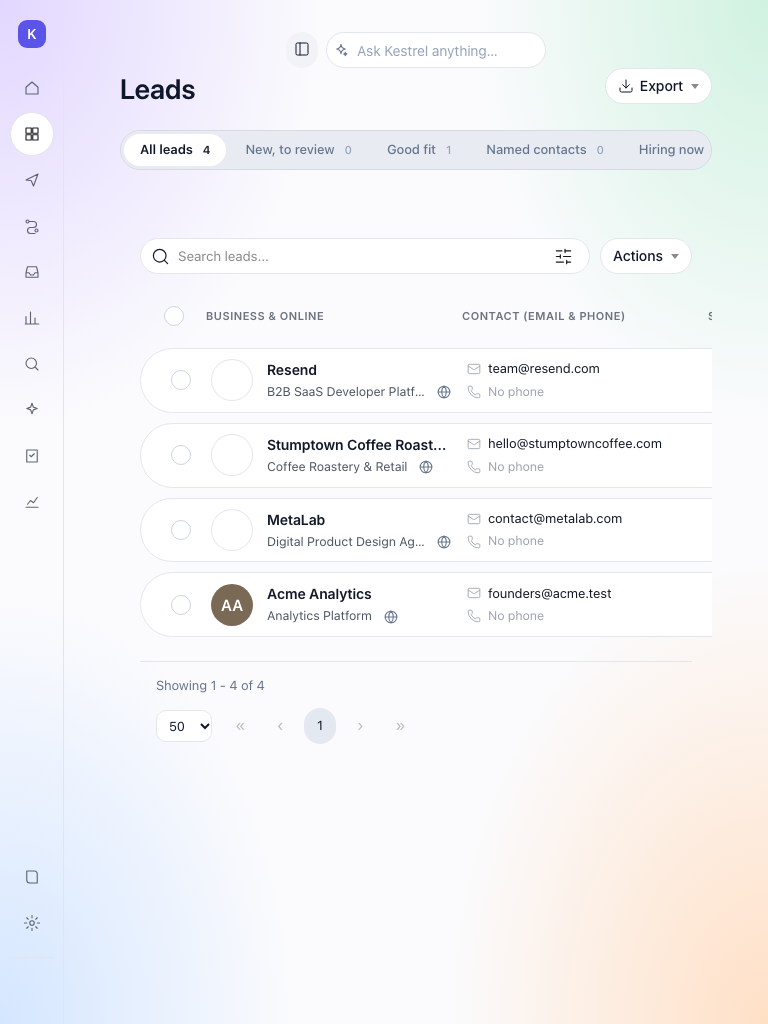 K
Ask Kestrel anything...
Leads
Export
All leads 4 New, to review 0 Good fit 1 Named contacts 0 Hiring now
Search leads...
Actions
BUSINESS & ONLINE CONTACT (EMAIL & PHONE)
Resend
team@resend.com
B2B SaaS Developer Platf...
No phone
Stumptown Coffee Roast...
hello@stumptowncoffee.com
Coffee Roastery & Retail
No phone
MetaLab
contact@metalab.com
Digital Product Design Ag...
No phone
AA
Acme Analytics
founders@acme.test
Analytics Platform
No phone
Showing 1 - 4 of 4
50 « ‹ 1 › »